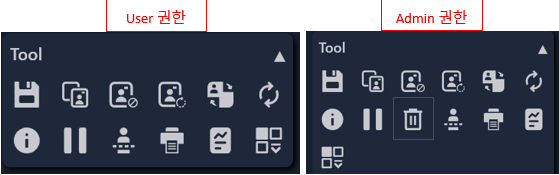 User 권한
Admin 권한
Tool
Tool